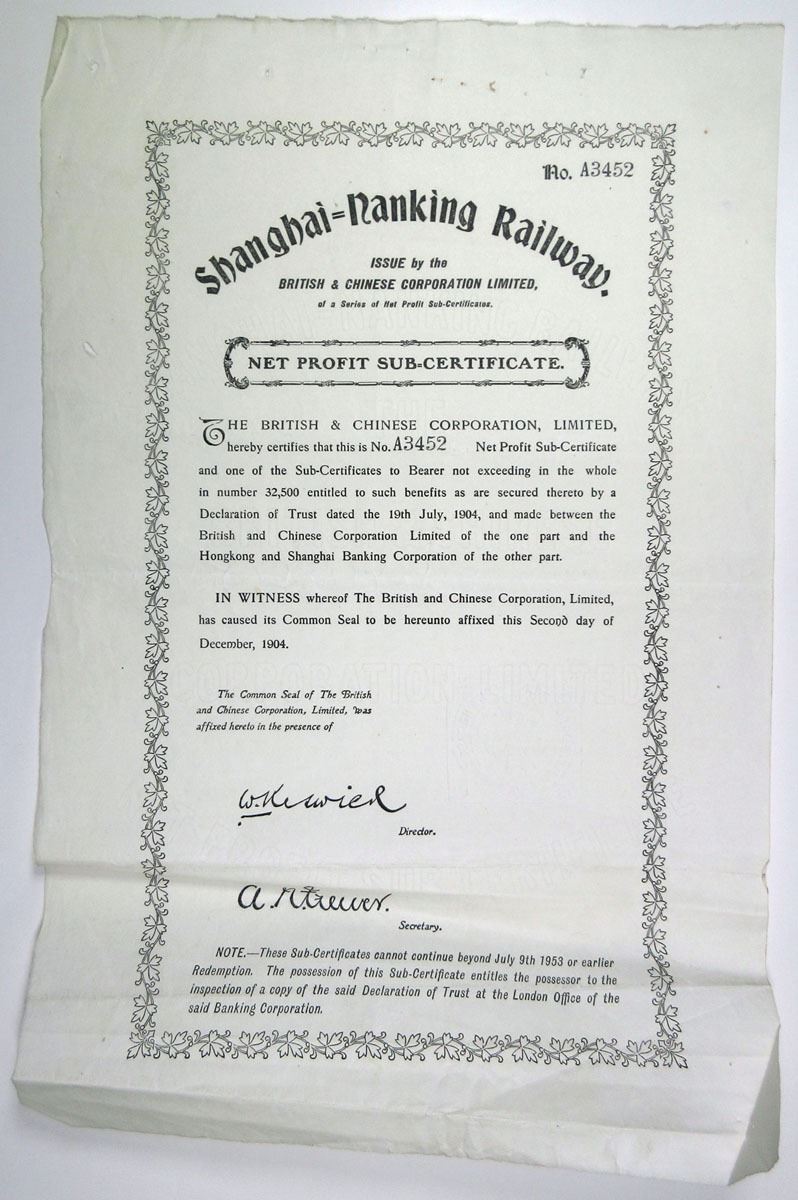 No. A3452
Shanghai=Nanking Railway.
ISSUE by the
BRITISH & CHINESE CORPORATION LIMITED,
of a Series of Net Profit Sub-Certificates.
NET PROFIT SUB=CERTIFICATE.
THE BRITISH & CHINESE CORPORATION, LIMITED,
hereby certifies that this is No. A3452 Net Profit Sub-Certificate
and one of the Sub-Certificates to Bearer not exceeding in the whole
in number 32,500 entitled to such benefits as are secured thereto by a
Declaration of Trust dated the 19th July, 1904, and made between the
British and Chinese Corporation Limited of the one part and the
Hongkong and Shanghai Banking Corporation of the other part.
IN WITNESS whereof The British and Chinese Corporation, Limited,
has caused its Common Seal to be hereunto affixed this Second day of
December, 1904.
The Common Seal of The British
and Chinese Corporation, Limited, was
affixed hereto in the presence of
W. Keswick
Director.
Secretary.
NOTE.—These Sub-Certificates cannot continue beyond July 9th 1953 or earlier
Redemption. The possession of this Sub-Certificate entitles the possessor to the
inspection of a copy of the said Declaration of Trust at the London Office of the
said Banking Corporation.